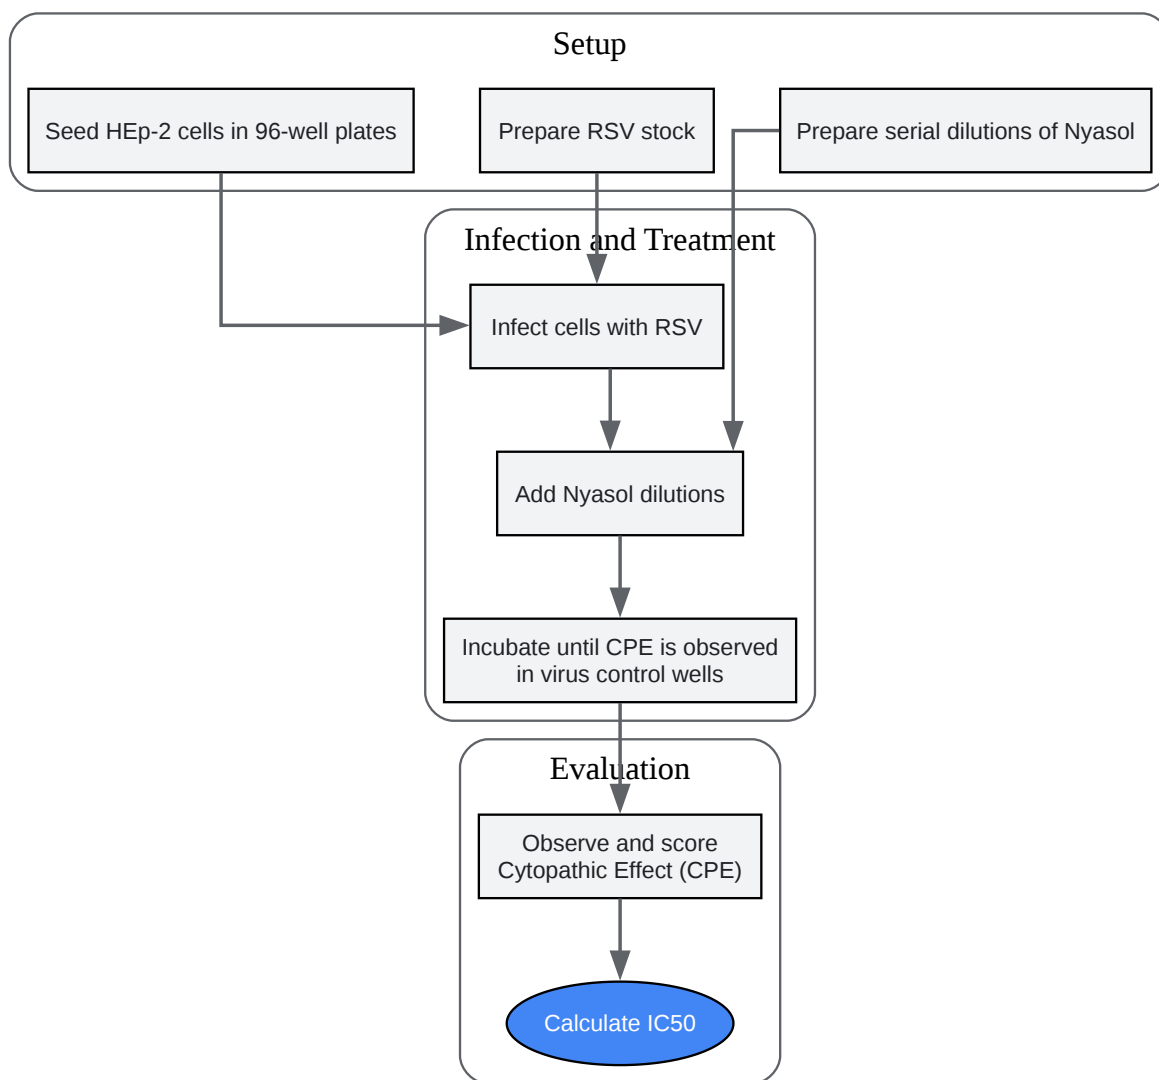 Setup
Seed HEp-2 cells in 96-well plates
Prepare RSV stock
Prepare serial dilutions of Nyasol
Infection and Treatment
Infect cells with RSV
Add Nyasol dilutions
Incubate until CPE is observed
in virus control wells
Evaluation
Observe and score
Cytopathic Effect (CPE)
Calculate IC50